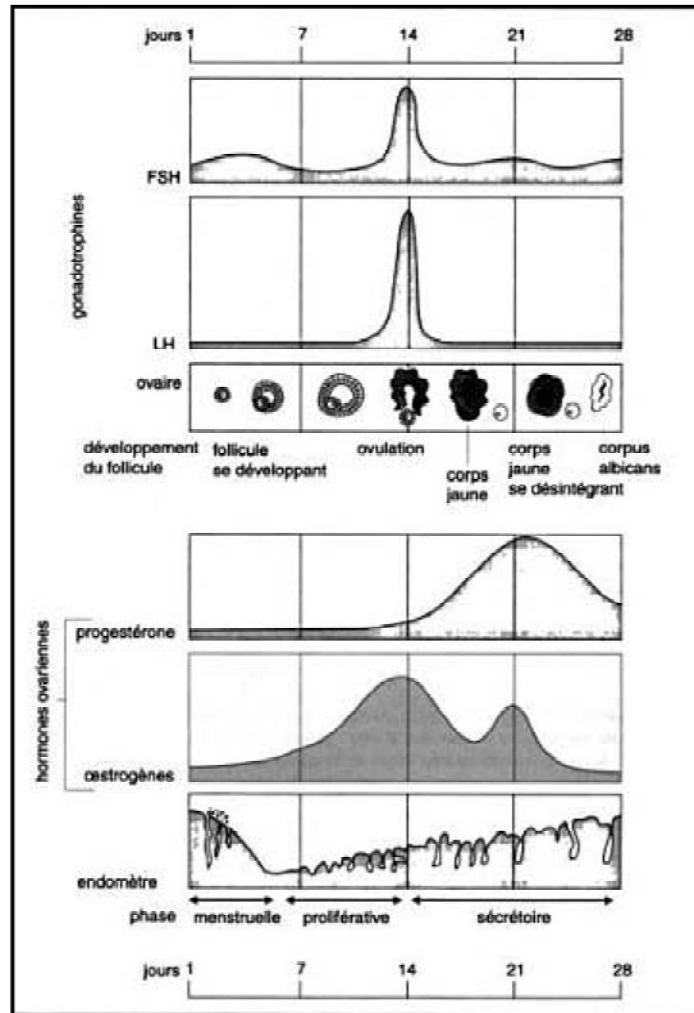 jours 1 7 14 21 28
gonadotrophines
FSH
LH
ovaire
développement
du follicule
follicule
se développant
ovulation
corps
jaune
corps
jaune
se désintégrant
corpus
albicans
hormones ovariennes
progestérone
œstrogènes
endomètre
phase menstruelle proliférative sécrétoire
jours 1 7 14 21 28